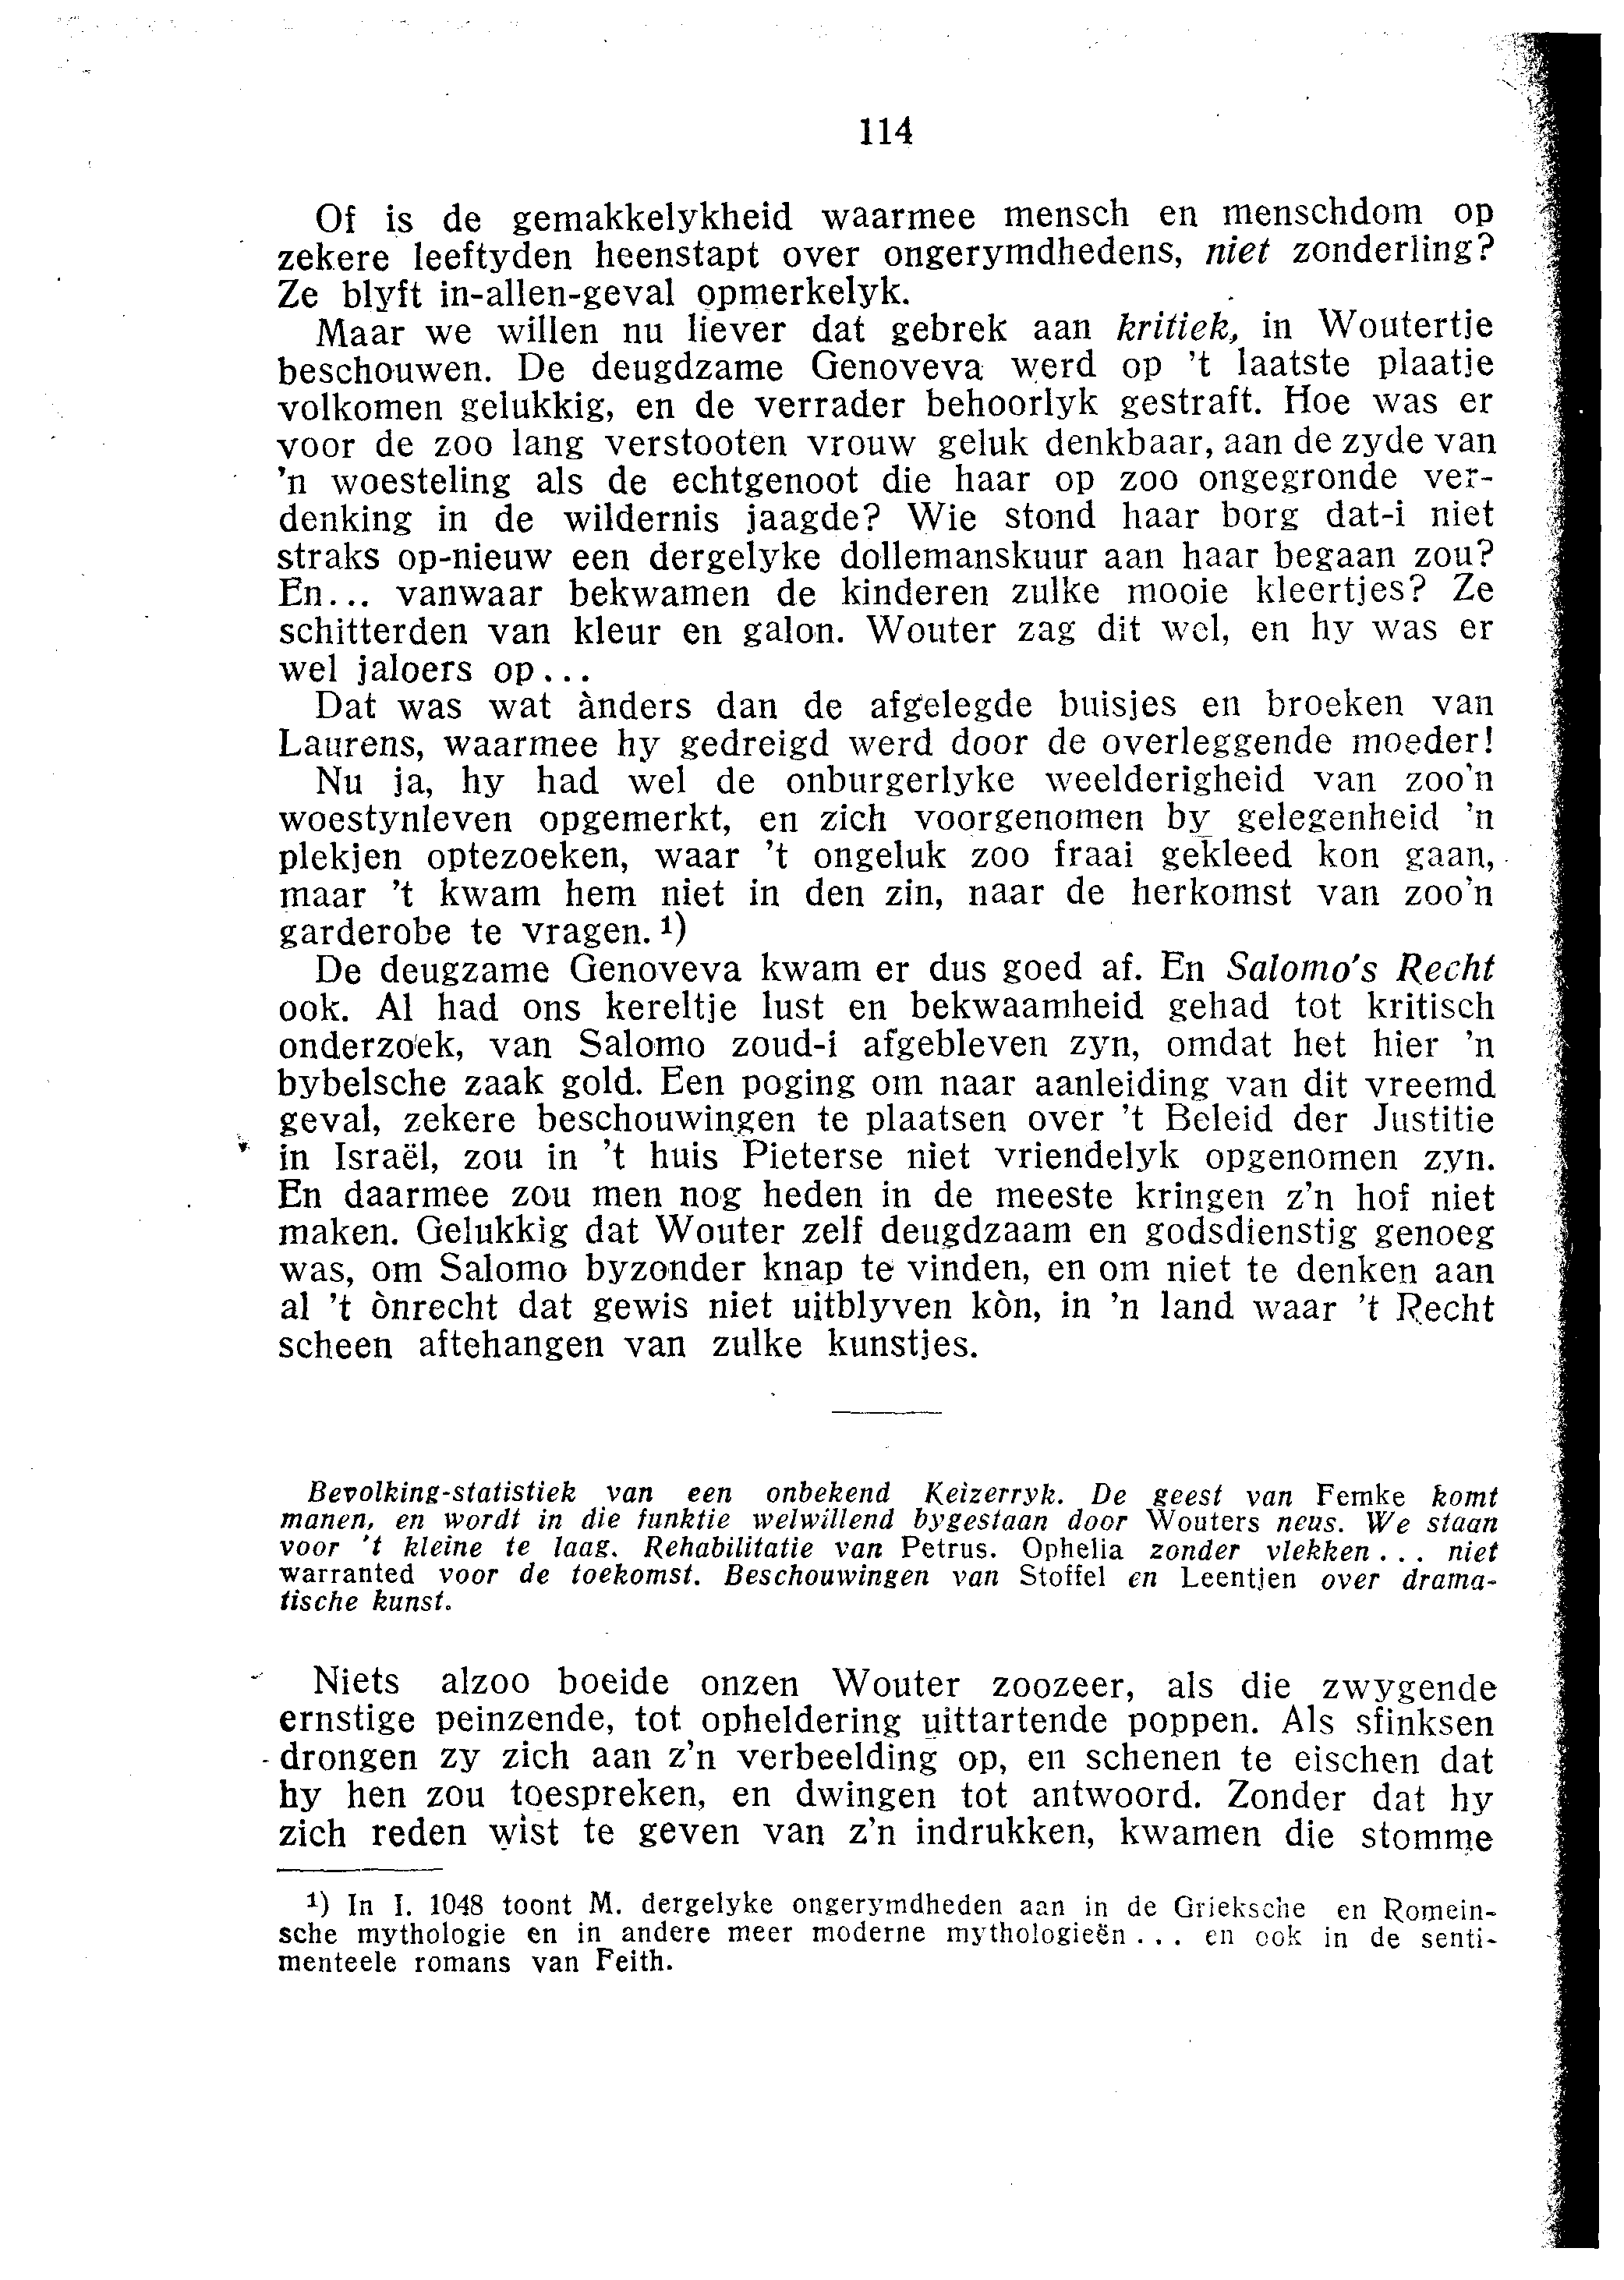 114
Of is de gemakkelykheid waarmee mensch en menschdom op
zekere leeftyden heenstapt over ongerymdhedens, niet zonderling?
Ze blyft in-allen-geval opmerkelyk.
Maar we willen nu liever dat gebrek aan kritiek, in Woutertje
beschouwen. De deugdzame Genoveva werd op 't laatste plaatje
volkomen gelukkig, en de verrader behoorlyk gestraft. Hoe was er
voor de zoo lang verstooten vrouw geluk denkbaar, aan de zyde van
'n woesteling als de echtgenoot die haar op zoo ongegronde ver-
denking in de wildernis jaagde? Wie stond haar borg dat-i niet
straks op-nieuw een dergelyke dollemanskuur aan haar begaan zou?
En... vanwaar bekwamen de kinderen zulke mooie kleertjes? Ze
schitterden van kleur en galon. Wouter zag dit wel, en hy was er
wel jaloers op...
Dat was wat ànders dan de afgelegde buisjes en broeken van
Laurens, waarmee hy gedreigd werd door de overleggende moeder!
Nu ja, hy had wel de onburgerlyke weelderigheid van zoo'n
woestynleven opgemerkt, en zich voorgenomen by gelegenheid 'n
plekjen optezoeken, waar 't ongeluk zoo fraai gekleed kon gaan,
maar 't kwam hem niet in den zin, naar de herkomst van zoo'n
garderobe te vragen. 1)
De deugzame Genoveva kwam er dus goed af. En Salomo's Recht
ook. Al had ons kereltje lust en bekwaamheid gehad tot kritisch
onderzoek, van Salomo zoud-i afgebleven zyn, omdat het hier 'n
bybelsche zaak gold. Een poging om naar aanleiding van dit vreemd
geval, zekere beschouwingen te plaatsen over 't Beleid der Justitie
in Israël, zou in 't huis Pieterse niet vriendelyk opgenomen zyn.
En daarmee zou men nog heden in de meeste kringen z'n hof niet
maken. Gelukkig dat Wouter zelf deugdzaam en godsdienstig genoeg
was, om Salomo byzonder knap te vinden, en om niet te denken aan
al 't ònrecht dat gewis niet uitblyven kòn, in 'n land waar 't Recht
scheen aftehangen van zulke kunstjes.
Bevolking-statistiek van een onbekend Keizerryk. De geest van Femke komt
manen, en wordt in die funktie welwillend bygestaan door Wouters neus. We staan
voor 't kleine te laag. Rehabilitatie van Petrus. Ophelia zonder vlekken... niet
warranted voor de toekomst. Beschouwingen van Stoffel en Leentjen over drama-
tische kunst.
Niets alzoo boeide onzen Wouter zoozeer, als die zwygende
ernstige peinzende, tot opheldering uittartende poppen. Als sfinksen
drongen zy zich aan z'n verbeelding op, en schenen te eischen dat
hy hen zou toespreken, en dwingen tot antwoord. Zonder dat hy
zich reden wist te geven van z'n indrukken, kwamen die stomme
1) In I. 1048 toont M. dergelyke ongerymdheden aan in de Grieksche en Romein-
sche mythologie en in andere meer moderne mythologieën... en ook in de senti-
menteele romans van Feith.